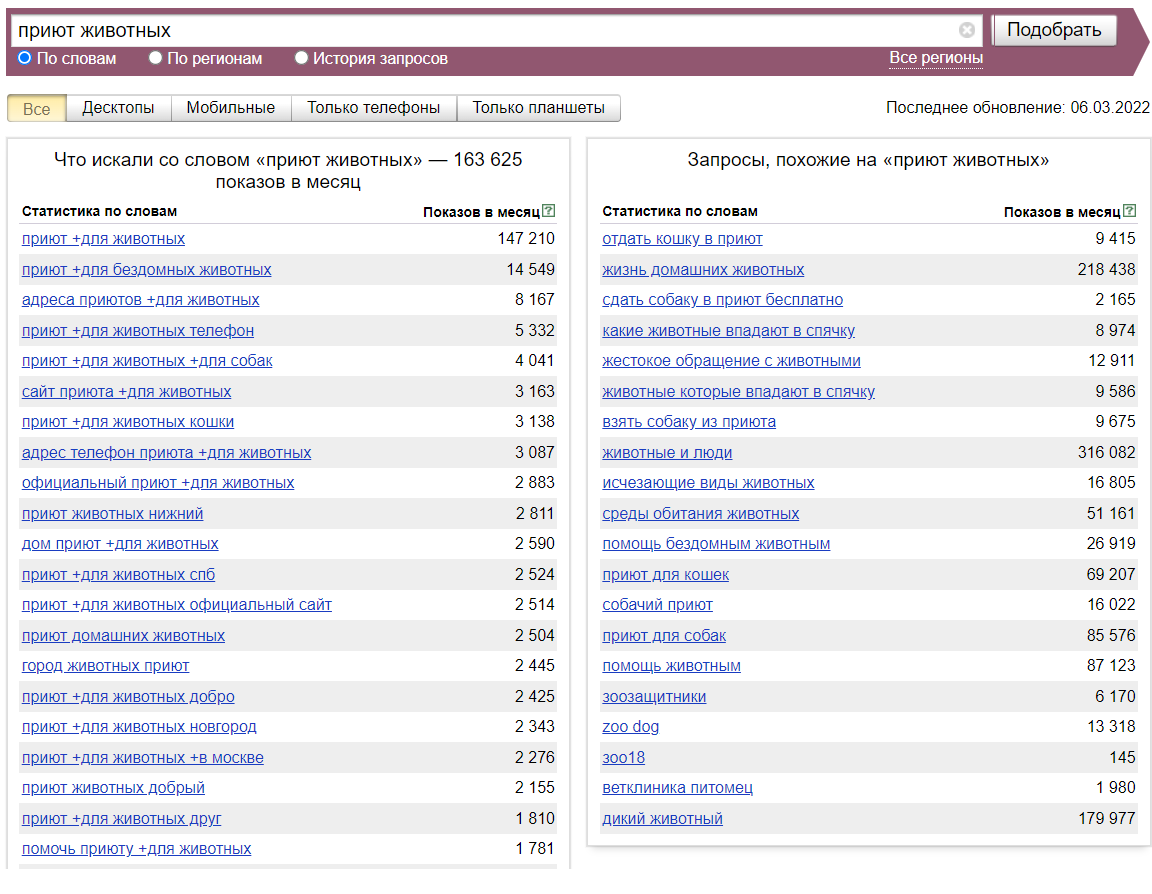 приют животных
Подобрать
По словам По регионам История запросов Все регионы
Все Десктопы Мобильные Только телефоны Только планшеты Последнее обновление: 06.03.2022
Что искали со словом «приют животных» — 163 625
показов в месяц
Статистика по словам Показов в месяц ?
приют +для животных 147 210
приют +для бездомных животных 14 549
адреса приютов +для животных 8 167
приют +для животных телефон 5 332
приют +для животных +для собак 4 041
сайт приюта +для животных 3 163
приют +для животных кошки 3 138
адрес телефон приюта +для животных 3 087
официальный приют +для животных 2 883
приют животных нижний 2 811
дом приют +для животных 2 590
приют +для животных спб 2 524
приют +для животных официальный сайт 2 514
приют домашних животных 2 504
город животных приют 2 445
приют +для животных добро 2 425
приют +для животных новгород 2 343
приют +для животных +в москве 2 276
приют животных добрый 2 155
приют +для животных друг 1 810
помочь приюту +для животных 1 781
Запросы, похожие на «приют животных»
Статистика по словам Показов в месяц ?
отдать кошку в приют 9 415
жизнь домашних животных 218 438
сдать собаку в приют бесплатно 2 165
какие животные впадают в спячку 8 974
жестокое обращение с животными 12 911
животные которые впадают в спячку 9 586
взять собаку из приюта 9 675
животные и люди 316 082
исчезающие виды животных 16 805
среды обитания животных 51 161
помощь бездомным животным 26 919
приют для кошек 69 207
собачий приют 16 022
приют для собак 85 576
помощь животным 87 123
зоозащитники 6 170
zoo dog 13 318
зоо18 145
ветклиника питомец 1 980
дикий животный 179 977